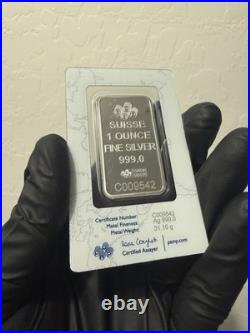 SUISSE
1 OUNCE
FINE SILVER
999.0
C009542
Certificate Number: C009542
Metal Fineness: Ag 999.0
Metal Weight: 31.10 g
Certified Assayer | pamp.com